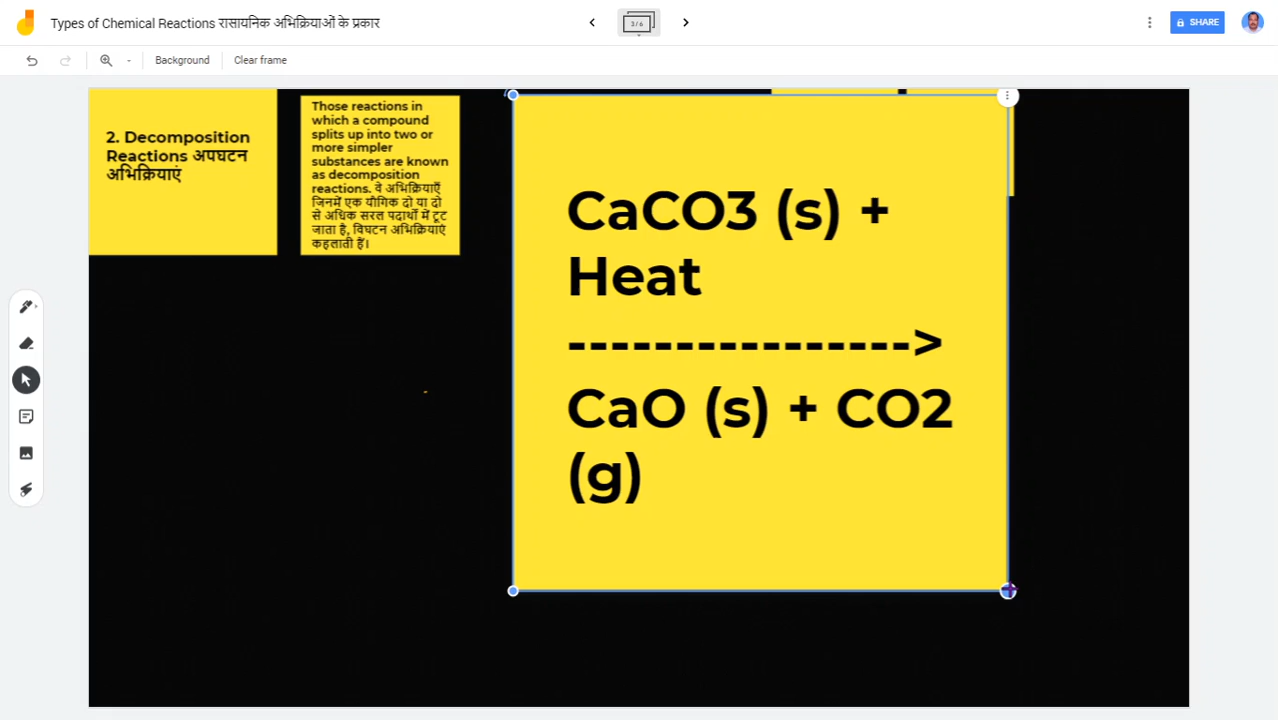 Types of Chemical Reactions रासायनिक अभिक्रियाओं के प्रकार
3/6
SHARE
Background
Clear frame
2. Decomposition
Reactions अपघटन
अभिक्रियाएं
Those reactions in
which a compound
splits up into two or
more simpler
substances are known
as decomposition
reactions. वे अभिक्रियाएँ
जिनमें एक यौगिक दो या दो
से अधिक सरल पदार्थों में टूट
जाता है, विघटन अभिक्रियाएं
कहलाती हैं।
CaCO3 (s) +
Heat
---------------->
CaO (s) + CO2
(g)